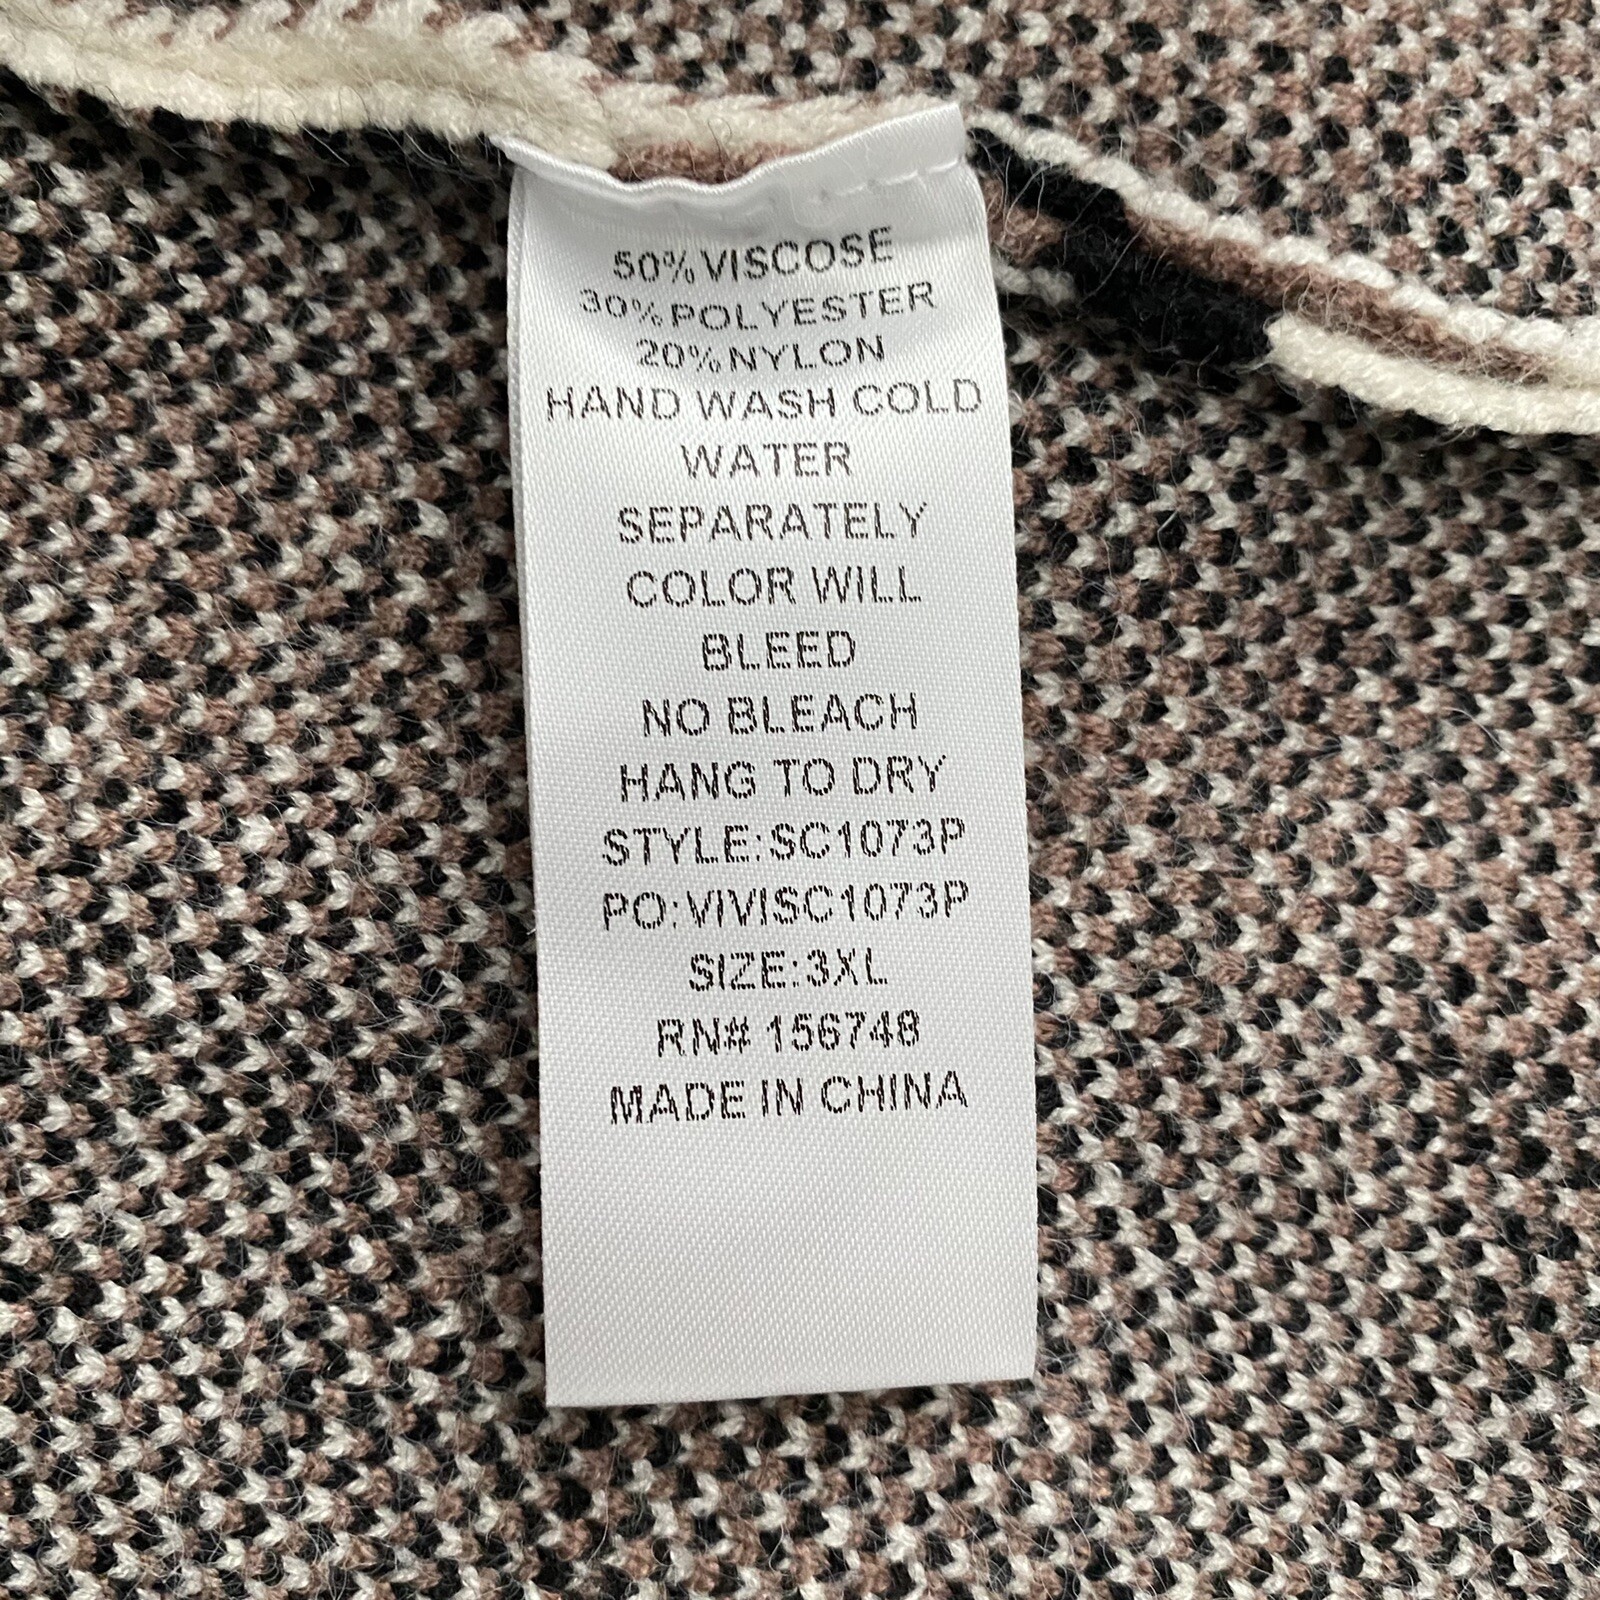 50% VISCOSE
30% POLYESTER
20% NYLON
HAND WASH COLD
WATER
SEPARATELY
COLOR WILL
BLEED
NO BLEACH
HANG TO DRY
STYLE:SC1073P
PO:VIVISC1073P
SIZE:3XL
RN# 156748
MADE IN CHINA